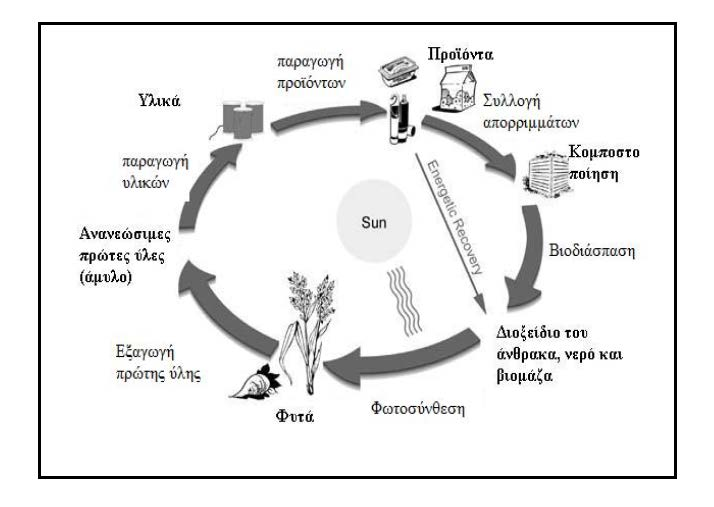 Προϊόντα
παραγωγή
προϊόντων
Υλικά
Συλλογή
απορριμμάτων
Κομποστο
ποίηση
παραγωγή
υλικών
Energetic Recovery
Sun
Ανανεώσιμες
πρώτες ύλες
(άμυλο)
Βιοδιάσπαση
Διοξείδιο του
άνθρακα, νερό και
βιομάζα
Εξαγωγή
πρώτης ύλης
Φωτοσύνθεση
Φυτά